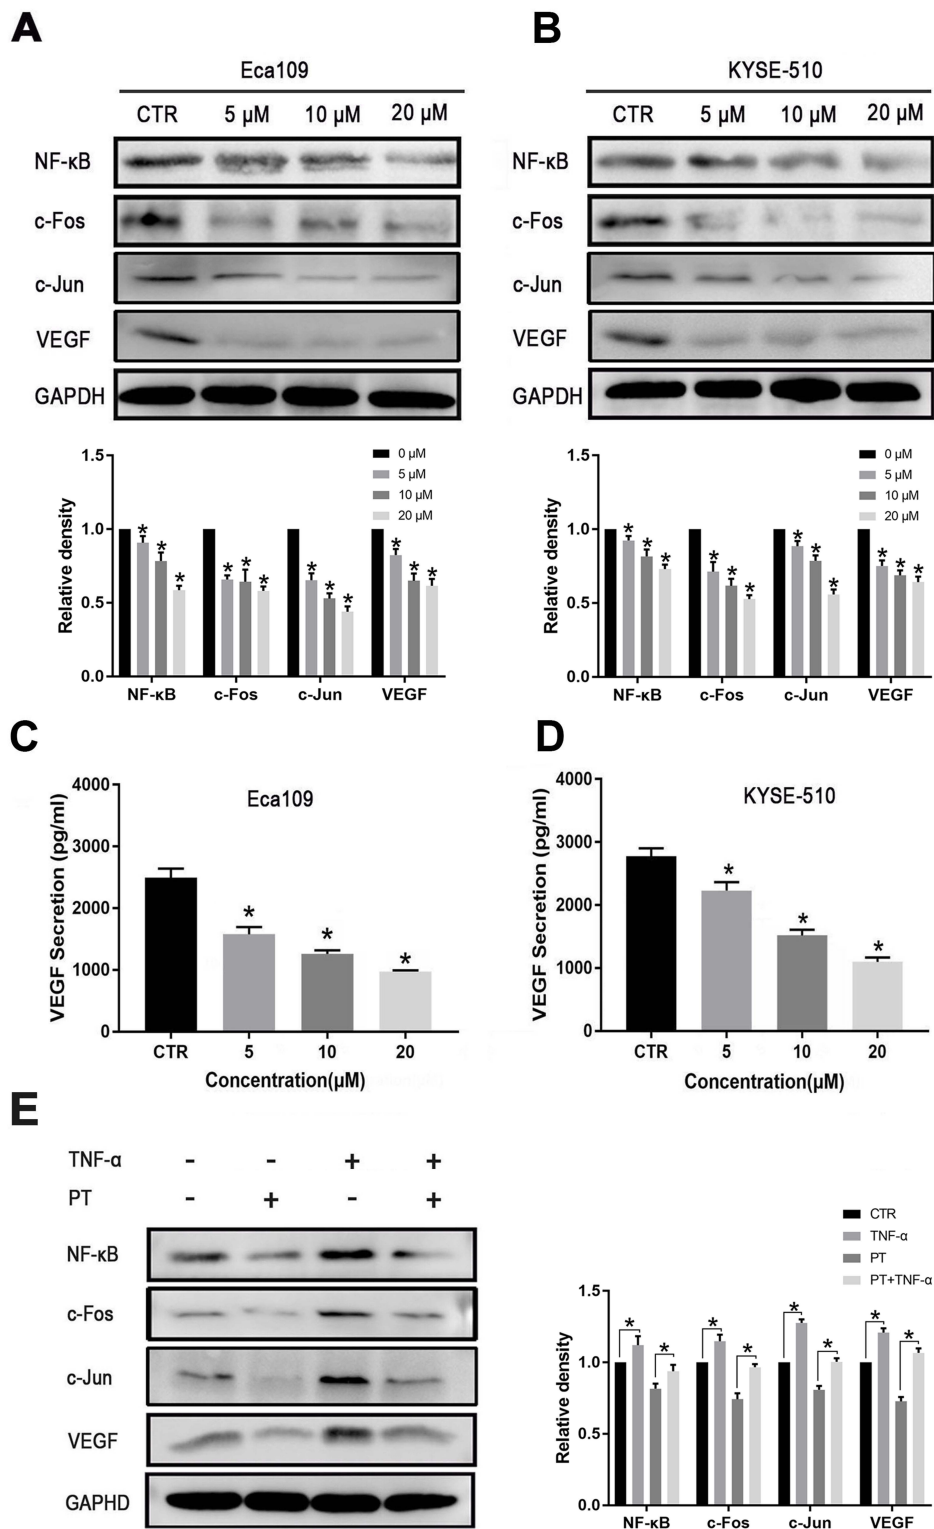 A
Eca109
CTR 5 μM 10 μM 20 μM
NF-κB
c-Fos
c-Jun
VEGF
GAPDH
1.5
1.0
0.5
0.0
Relative density
0 μM
5 μM
10 μM
20 μM
* * *
* * *
* * *
* * *
NF-κB c-Fos c-Jun VEGF
B
KYSE-510
CTR 5 μM 10 μM 20 μM
NF-κB
c-Fos
c-Jun
VEGF
GAPDH
1.5
1.0
0.5
0.0
Relative density
0 μM
5 μM
10 μM
20 μM
* * *
* * *
* * *
* * *
NF-κB c-Fos c-Jun VEGF
C
Eca109
VEGF Secretion (pg/ml)
4000
3000
2000
1000
0
* * *
CTR 5 10 20
Concentration(μM)
D
KYSE-510
VEGF Secretion (pg/ml)
4000
3000
2000
1000
0
* * *
CTR 5 10 20
Concentration(μM)
E
TNF-α - - + +
PT - + - +
NF-κB
c-Fos
c-Jun
VEGF
GAPHD
CTR
TNF-α
PT
PT+TNF-α
Relative density
1.5
1.0
0.5
0.0
* *
* *
* *
* *
NF-κB c-Fos c-Jun VEGF